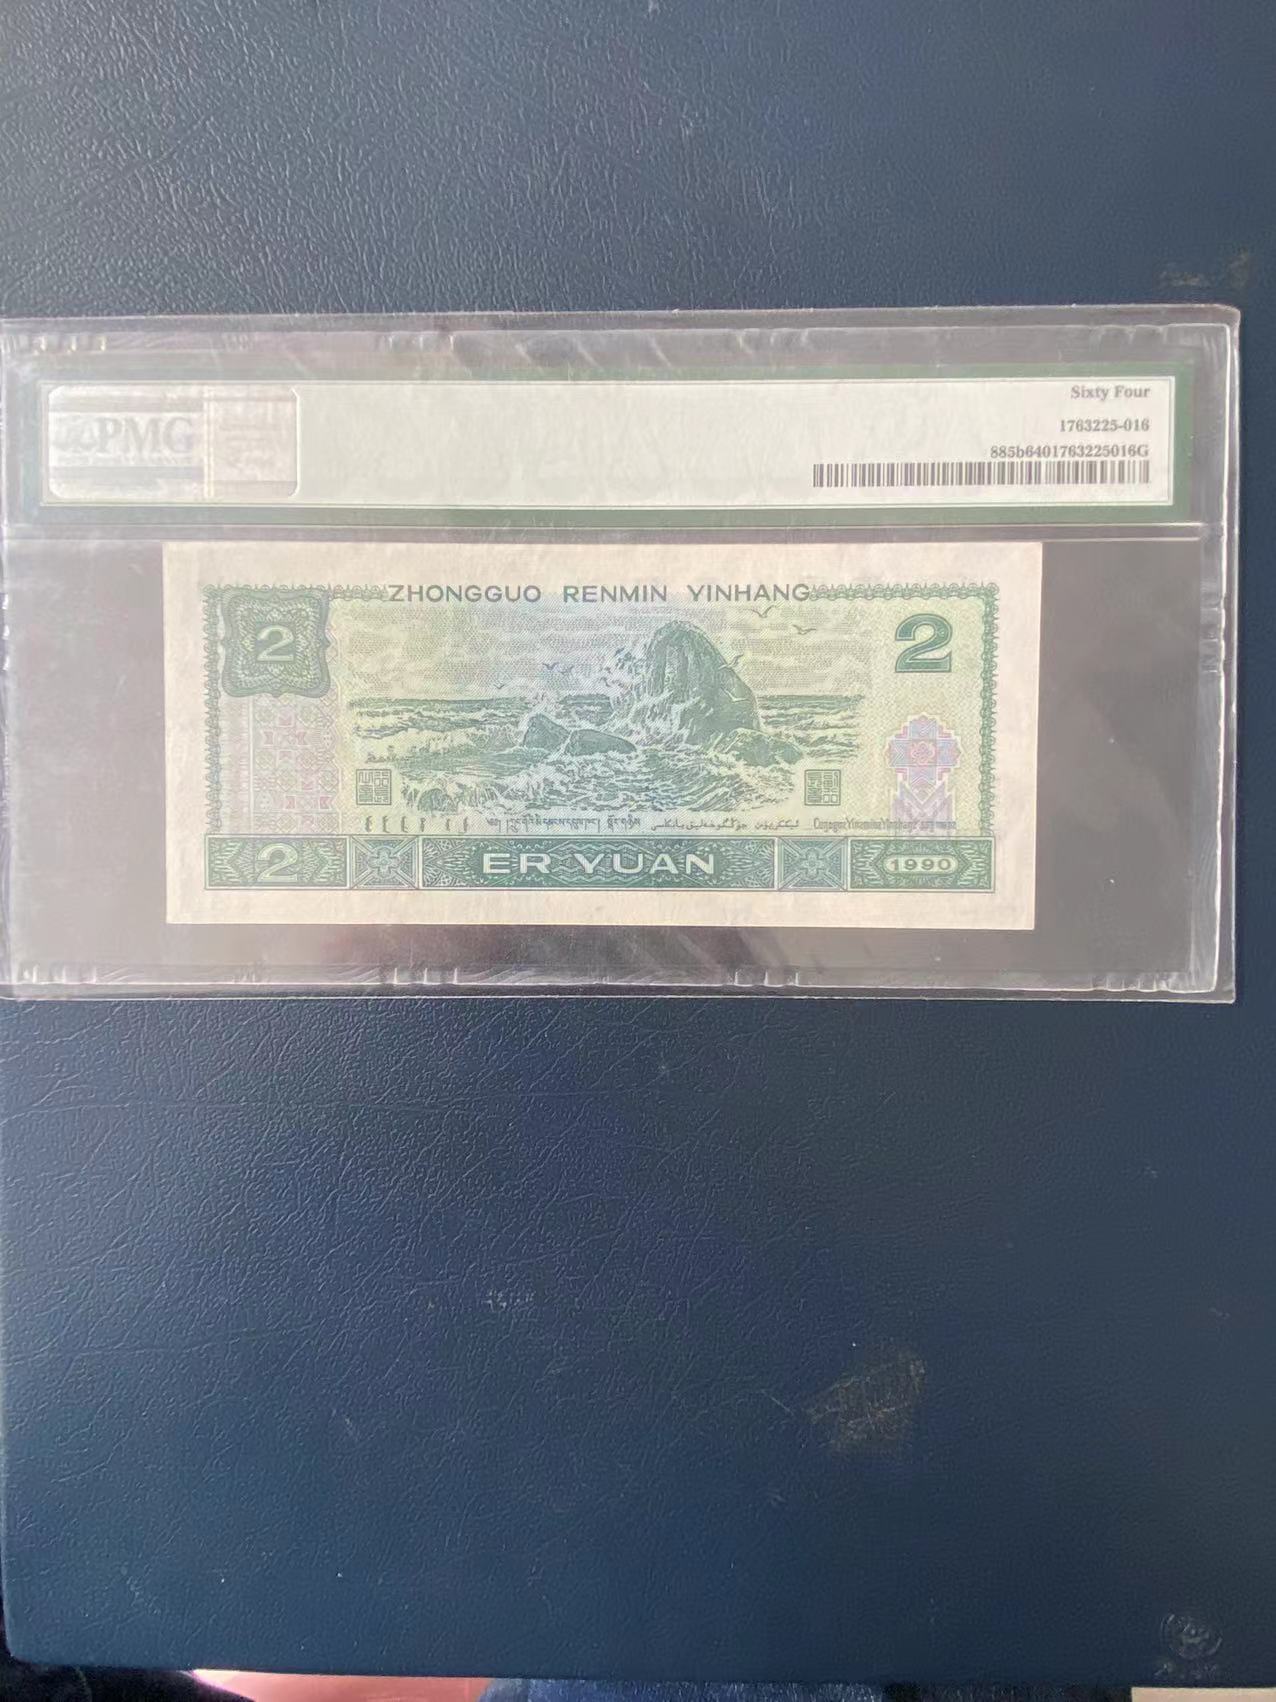 PMG
Sixty Four
1763225-016
885b6401763225016G
ZHONGGUO RENMIN YINHANG
2
2
2
ER YUAN
1990